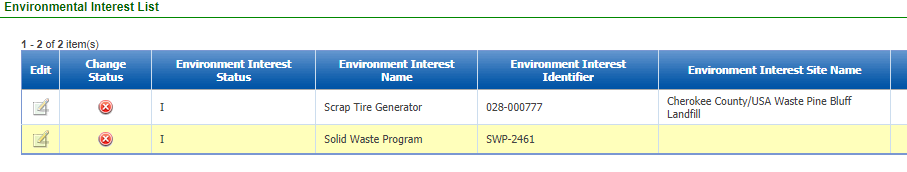 Environmental Interest List
1 - 2 of 2 item(s)
Edit Change Status Environment Interest Status Environment Interest Name Environment Interest Identifier Environment Interest Site Name
I Scrap Tire Generator 028-000777 Cherokee County/USA Waste Pine Bluff Landfill
I Solid Waste Program SWP-2461